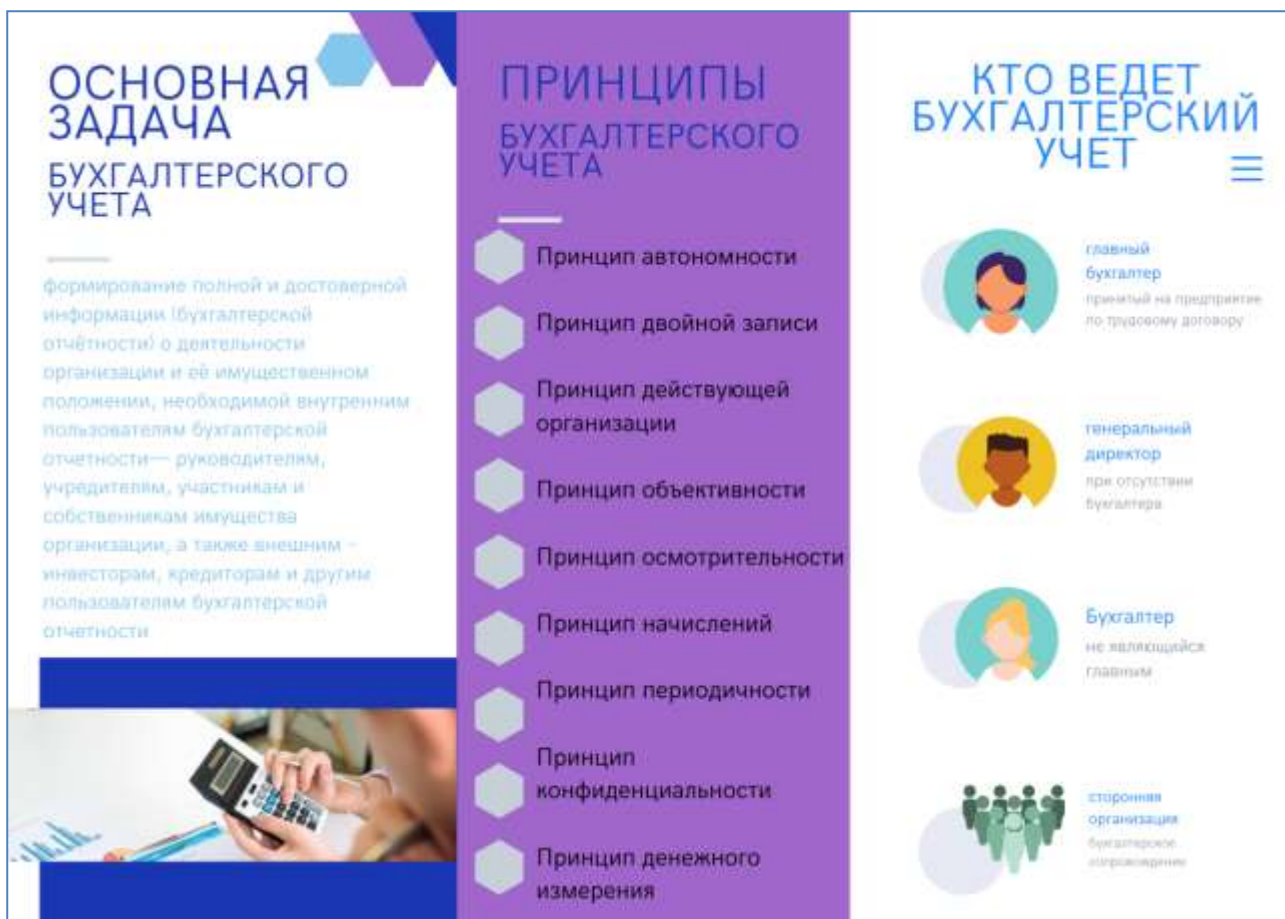 ОСНОВНАЯ
ЗАДАЧА
БУХГАЛТЕРСКОГО
УЧЕТА
формирование полной и достоверной
информации (бухгалтерской
отчётности) о деятельности
организации и её имущественном
положении, необходимой внутренним
пользователям бухгалтерской
отчетности— руководителям,
учредителям, участникам и
собственникам имущества
организации, а также внешним -
инвесторам, кредиторам и другим
пользователям бухгалтерской
отчетности
ПРИНЦИПЫ
БУХГАЛТЕРСКОГО
УЧЕТА
Принцип автономности
Принцип двойной записи
Принцип действующей
организации
Принцип объективности
Принцип осмотрительности
Принцип начислений
Принцип периодичности
Принцип
конфиденциальности
Принцип денежного
измерения
КТО ВЕДЕТ
БУХГАЛТЕРСКИЙ
УЧЕТ
главный
бухгалтер
принятый на предприятие
по трудовому договору
генеральный
директор
при отсутствии
бухгалтера
Бухгалтер
не являющийся
главным
сторонняя
организация
бухгалтерское
сопровождение